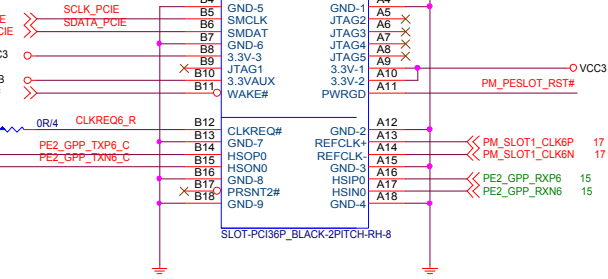 B4 GND-5 GND-1 A4
SCLK_PCIE B5 SMCLK JTAG2 A5
E SDATA_PCIE B6 SMDAT JTAG3 A6
CIE B7 GND-6 JTAG4 A7
C3 B8 3.3V-3 JTAG5 A8
B9 JTAG1 3.3V-1 A9 VCC3
B B10 3.3VAUX 3.3V-2 A10
B11 WAKE# PWRGD A11 PM_PESLOT_RST#
0R/4 CLKREQ6_R B12 CLKREQ# GND-2 A12
B13 GND-7 REFCLK+ A13 PM_SLOT1_CLK6P 17
PE2_GPP_TXP6_C B14 HSOP0 REFCLK- A14 PM_SLOT1_CLK6N 17
PE2_GPP_TXN6_C B15 HSON0 GND-3 A15
B16 GND-8 HSIP0 A16 PE2_GPP_RXP6 15
B17 PRSNT2# HSIN0 A17 PE2_GPP_RXN6 15
B18 GND-9 GND-4 A18
SLOT-PCI36P_BLACK-2PITCH-RH-8